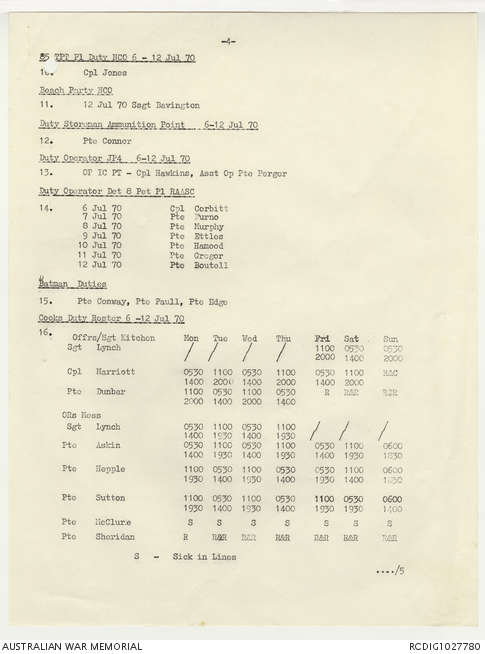 -4-
85 TPT Pl Duty NCO 6 - 12 Jul 70
10. Cpl Jones
Beach Party NCO
11. 12 Jul 70 Ssgt Bavington
Duty Storeman Ammunition Point 6-12 Jul 70
12. Pte Connor
Duty Operator JP4 6-12 Jul 70
13. OP IC PT - Cpl Hawkins, Asst Op Pte Perger
Duty Operator Det 8 Pet Pl RAASC
14. 6 Jul 70 Cpl Corbitt
7 Jul 70 Pte Furno
8 Jul 70 Pte Murphy
9 Jul 70 Pte Ettles
10 Jul 70 Pte Hamood
11 Jul 70 Pte Gregor
12 Jul 70 Pte Boutell
Batman Duties
15. Pte Conway, Pte Paull, Pte Edge
Cooks Duty Roster 6 -12 Jul 70
16. Offrs/Sgt Kitchen Mon Tue Wed Thu Fri Sat Sun
Sgt Lynch / / / / 1100 0530 0530
2000 1400 2000
Cpl Harriott 0530 1100 0530 1100 0530 1100
1400 2000 1400 2000 1400 2000
Pte Dunbar 1100 0530 1100 0530 R R&R R&R
2000 1400 2000 1400
ORs Mess
Sgt Lynch 0530 1100 0530 1100 / / /
1400 1930 1400 1930
Pte Askin 0530 1100 0530 1100 0530 1100 0600
1400 1930 1400 1930 1400 1930 1830
Pte Hepple 1100 0530 1100 0530 0530 1100 0600
1930 1400 1930 1400 1400 1930 1830
Pte Sutton 1100 0530 1100 0530 1100 0530 0600
1930 1400 1930 1400 1930 1930 1400
Pte McClure S S S S S S S
Pte Sheridan R R&R R&R R&R R&R R&R R&R
S - Sick in Lines
..../5
AUSTRALIAN WAR MEMORIAL RCDIG1027780